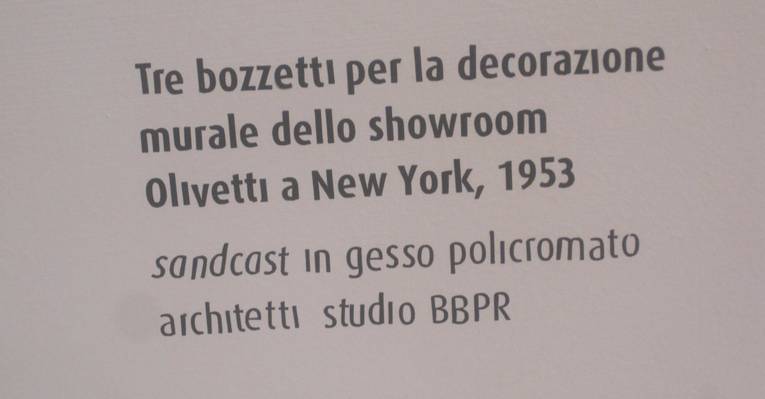 Tre bozzetti per la decorazione
murale dello showroom
Olivetti a New York, 1953
sandcast in gesso policromato
architetti studio BBPR